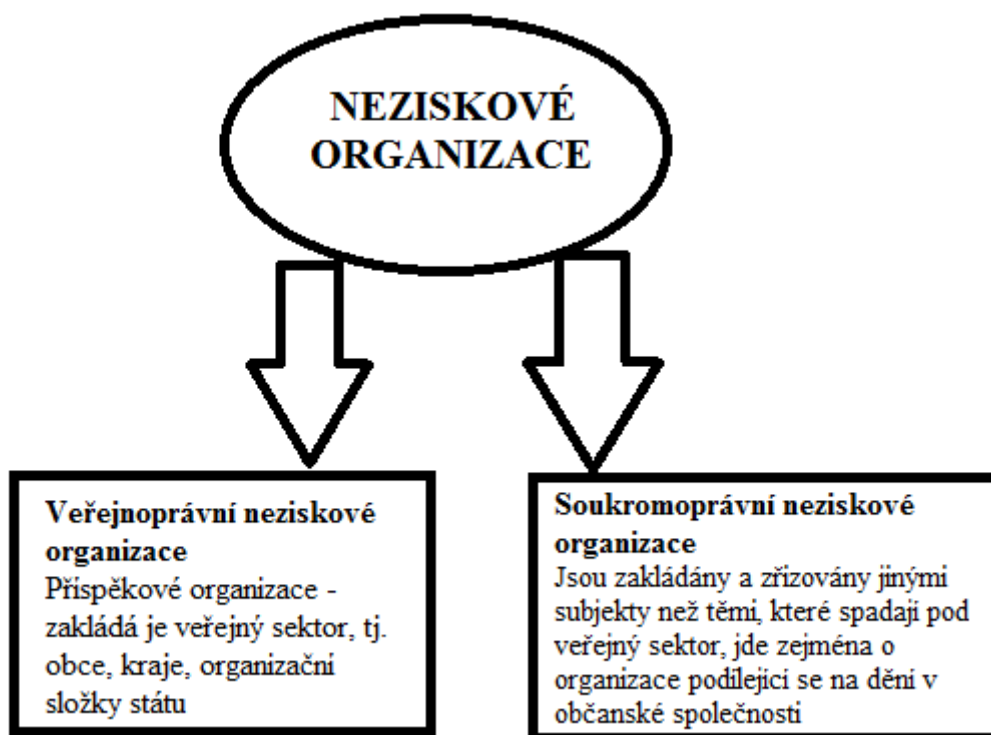 NEZISKOVÉ
ORGANIZACE
Veřejnoprávní neziskové
organizace
Příspěkové organizace -
zakládá je veřejný sektor, tj.
obce, kraje, organizační
složky státu
Soukromoprávní neziskové
organizace
Jsou zakládány a zřizovány jinými
subjekty než těmi, které spadají pod
veřejný sektor, jde zejména o
organizace podílející se na dění v
občanské společnosti